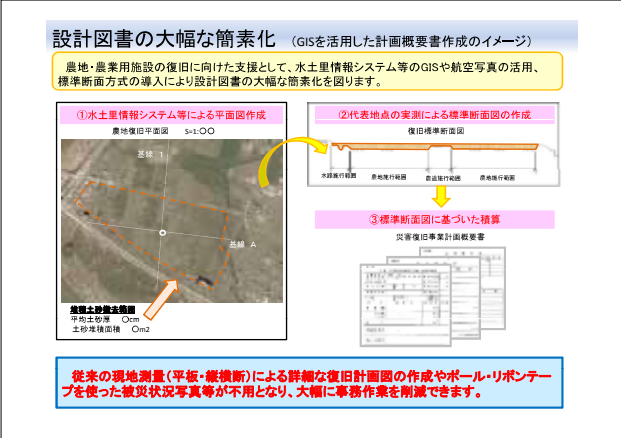 設計図書の大幅な簡素化 (GISを活用した計画概要書作成のイメージ)
農地・農業用施設の復旧に向けた支援として、水土里情報システム等のGISや航空写真の活用、
標準断面方式の導入により設計図書の大幅な簡素化を図ります。
①水土里情報システム等による平面図作成
農地復旧平面図 S=1:〇〇
基線 1
基線 A
堆積土砂撤去範囲
平均土砂厚 〇cm
土砂堆積面積 〇m2
②代表地点の実測による標準断面図の作成
復旧標準断面図
水路施行範囲 農地施行範囲 農道施行範囲 農地施行範囲
③標準断面図に基づいた積算
災害復旧事業計画概要書
従来の現地測量(平板・縦横断)による詳細な復旧計画図の作成やポール・リボンテー
プを使った被災状況写真等が不用となり、大幅に事務作業を削減できます。